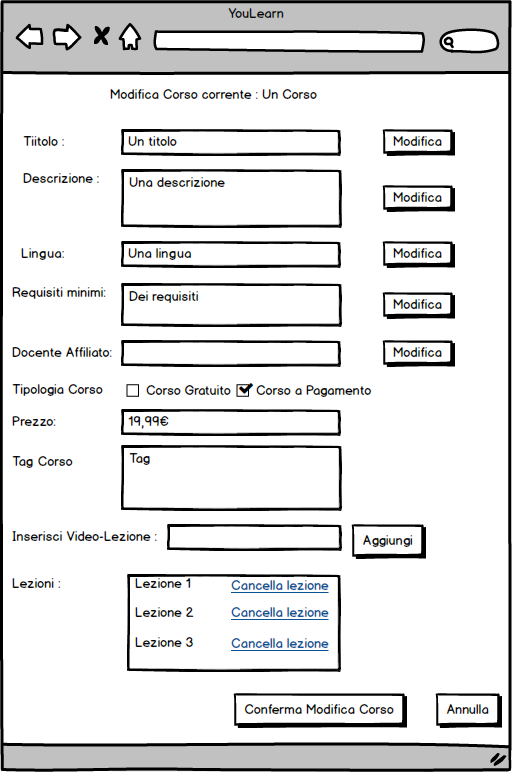 YouLearn
Modifica Corso corrente : Un Corso
Tiitolo : Un titolo Modifica
Descrizione : Una descrizione Modifica
Lingua: Una lingua Modifica
Requisiti minimi: Dei requisiti Modifica
Docente Affiliato: Modifica
Tipologia Corso Corso Gratuito Corso a Pagamento
Prezzo: 19,99€
Tag Corso Tag
Inserisci Video-Lezione : Aggiungi
Lezioni : Lezione 1 Cancella lezione
Lezione 2 Cancella lezione
Lezione 3 Cancella lezione
Conferma Modifica Corso Annulla